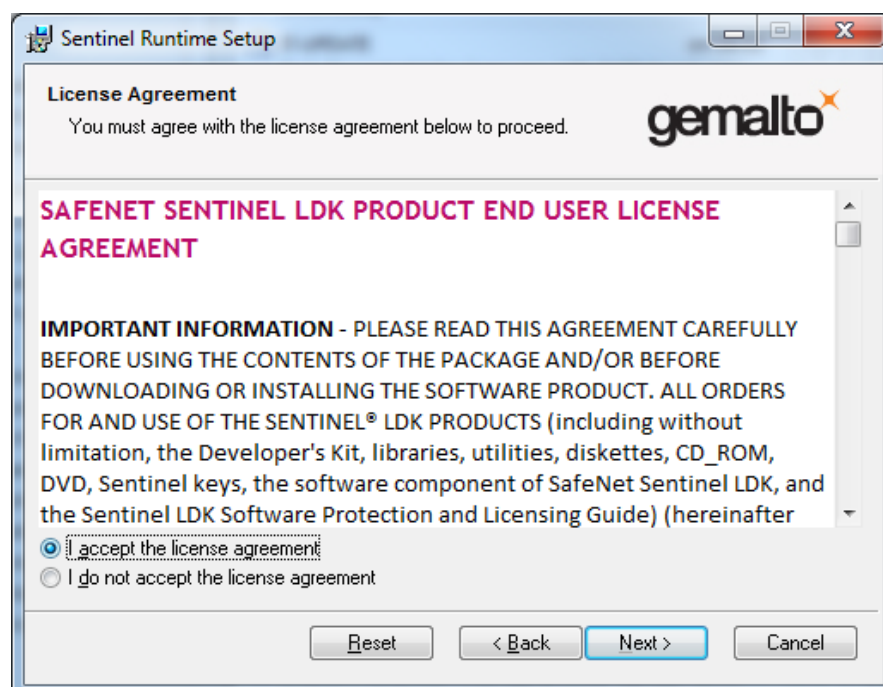 Sentinel Runtime Setup
License Agreement
You must agree with the license agreement below to proceed.
gemalto
SAFENET SENTINEL LDK PRODUCT END USER LICENSE
AGREEMENT
IMPORTANT INFORMATION - PLEASE READ THIS AGREEMENT CAREFULLY
BEFORE USING THE CONTENTS OF THE PACKAGE AND/OR BEFORE
DOWNLOADING OR INSTALLING THE SOFTWARE PRODUCT. ALL ORDERS
FOR AND USE OF THE SENTINEL® LDK PRODUCTS (including without
limitation, the Developer's Kit, libraries, utilities, diskettes, CD_ROM,
DVD, Sentinel keys, the software component of SafeNet Sentinel LDK, and
the Sentinel LDK Software Protection and Licensing Guide) (hereinafter
I accept the license agreement
I do not accept the license agreement
Reset
< Back
Next >
Cancel